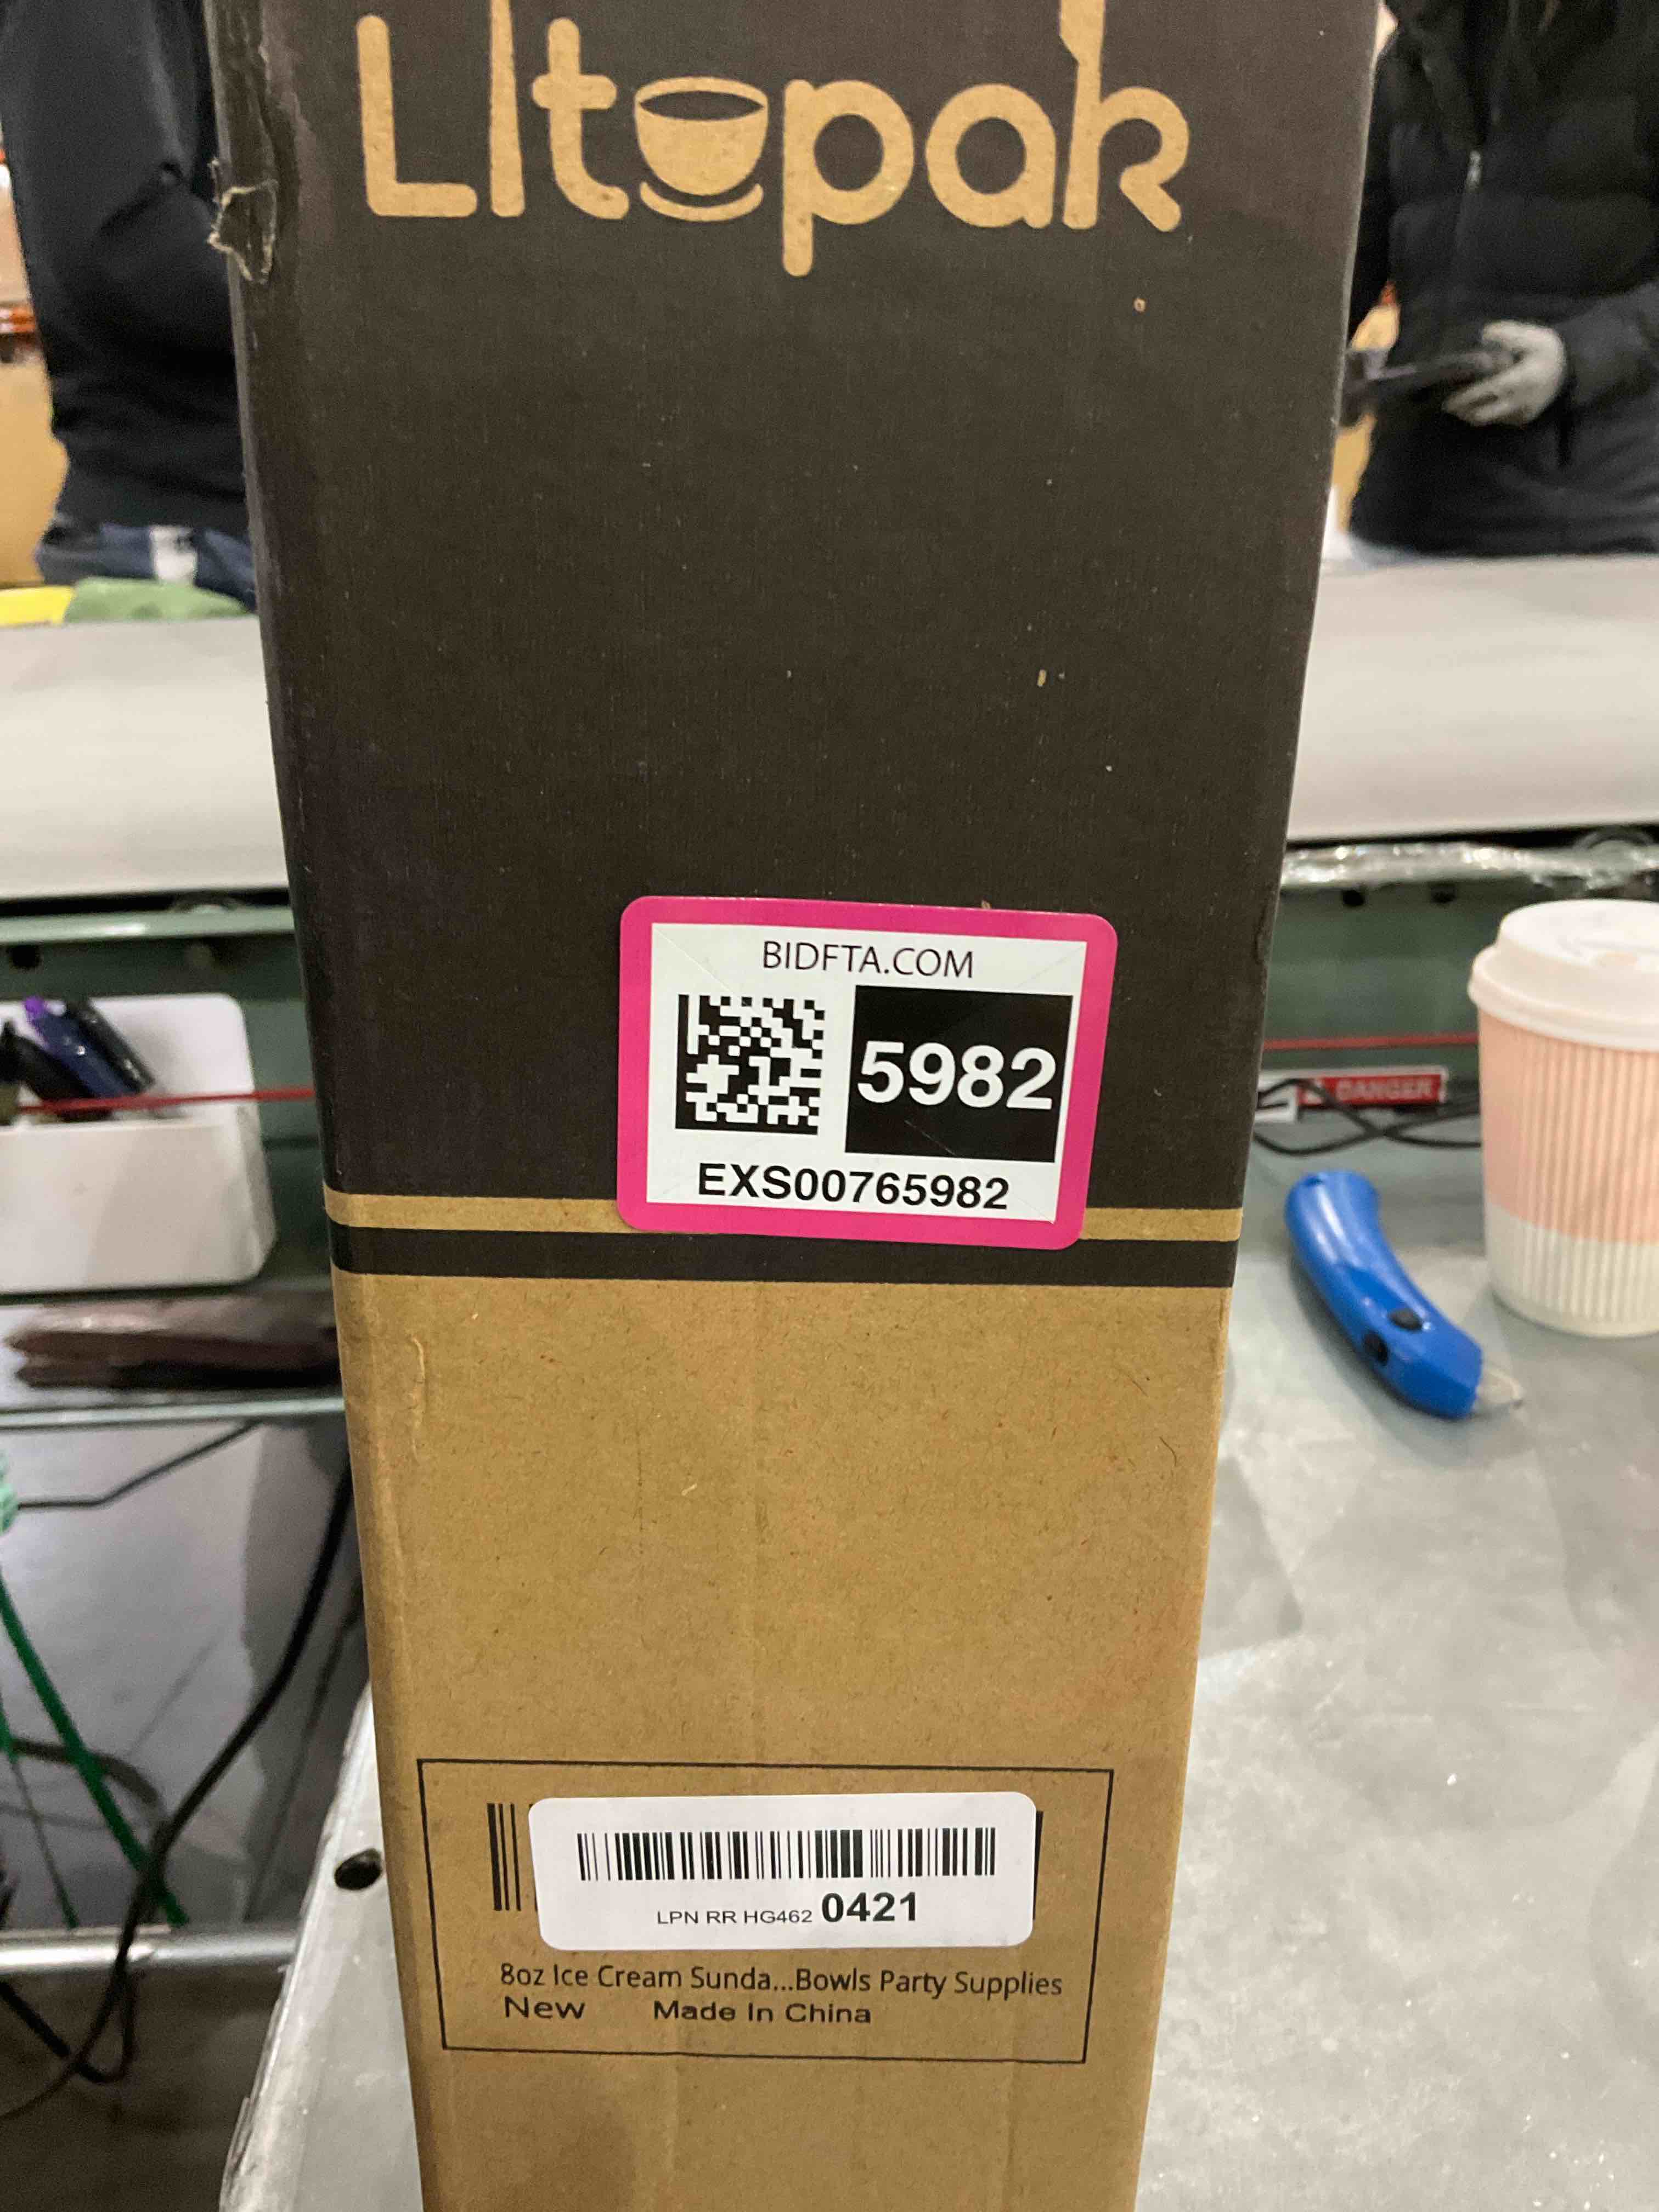 Litopak
BIDFTA.COM
5982
EXS00765982
DANGER
LPN RR HG462 0421
8oz Ice Cream Sunda...Bowls Party Supplies
New Made In China